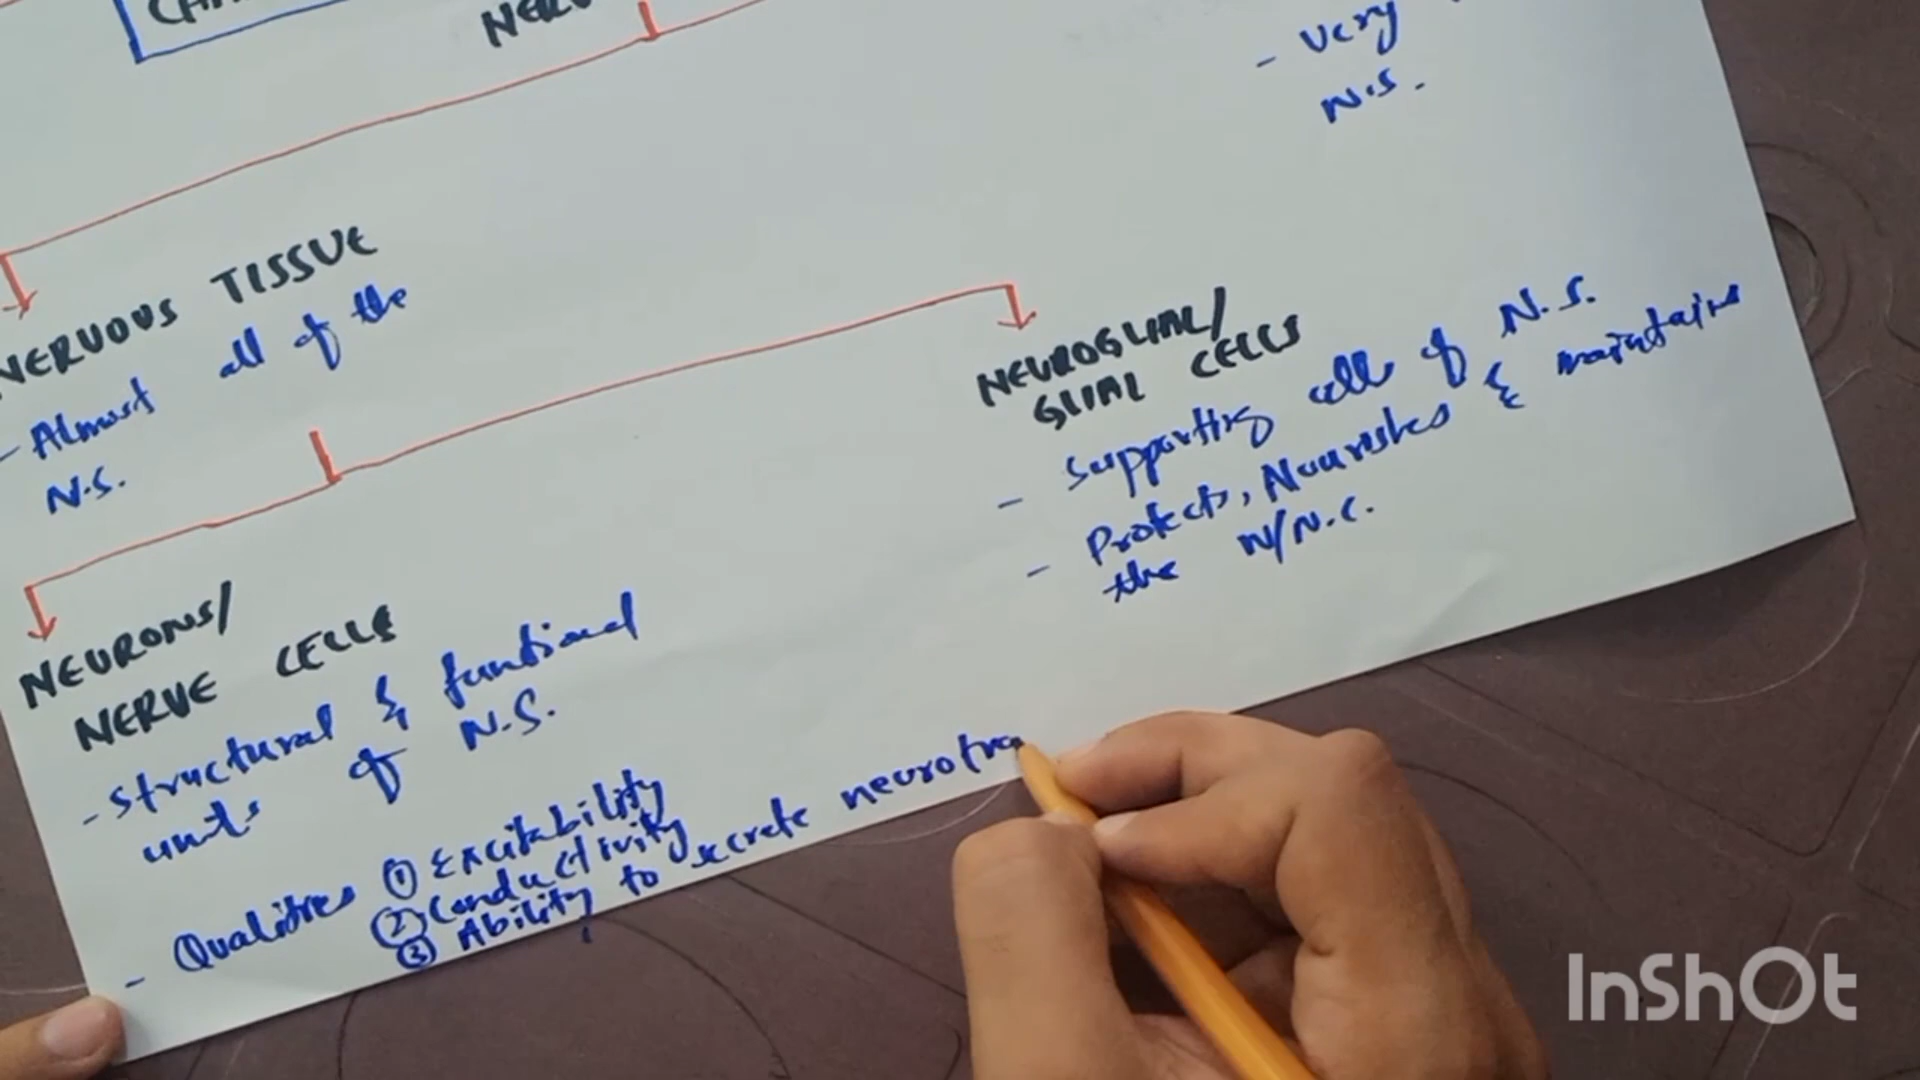 NERV
- Very
N.S.
NERVOUS TISSUE
- Almost all of the
N.S.
NEUROGLIAL/
GLIAL CELLS
- Supporting cells of N.S.
- Protects, Nourishes & maintains
the N/N.C.
NEURONS/
NERVE CELLS
- Structural & functional
units of N.S.
- Qualities ① Excitability
② Conductivity
③ Ability to secrete neurotra
InShOt